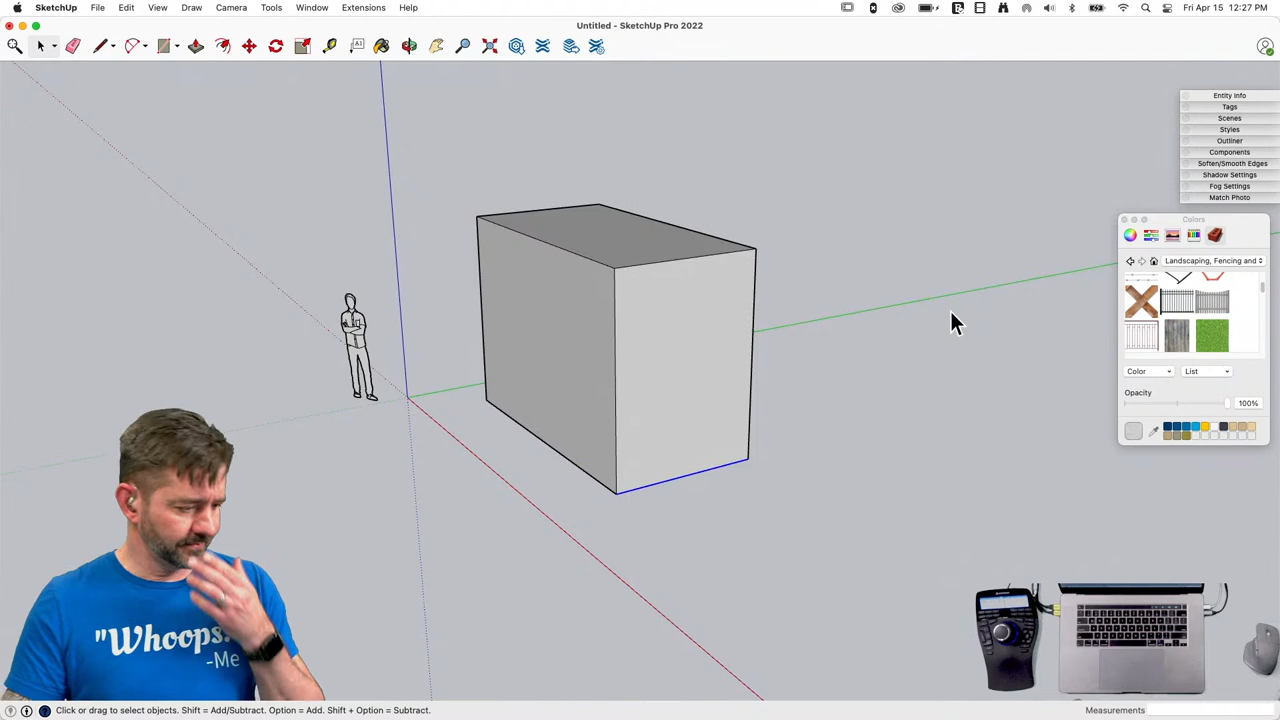 SketchUp File Edit View Draw Camera Tools Window Extensions Help Fri Apr 15 12:27 PM
Untitled - SketchUp Pro 2022
A1
Entity Info
Tags
Scenes
Styles
Outliner
Components
Soften/Smooth Edges
Shadow Settings
Fog Settings
Match Photo
Colors
Landscaping, Fencing and
Color List
Opacity
100%
"Whoops.
-Me
Click or drag to select objects. Shift = Add/Subtract. Option = Add. Shift + Option = Subtract. Measurements